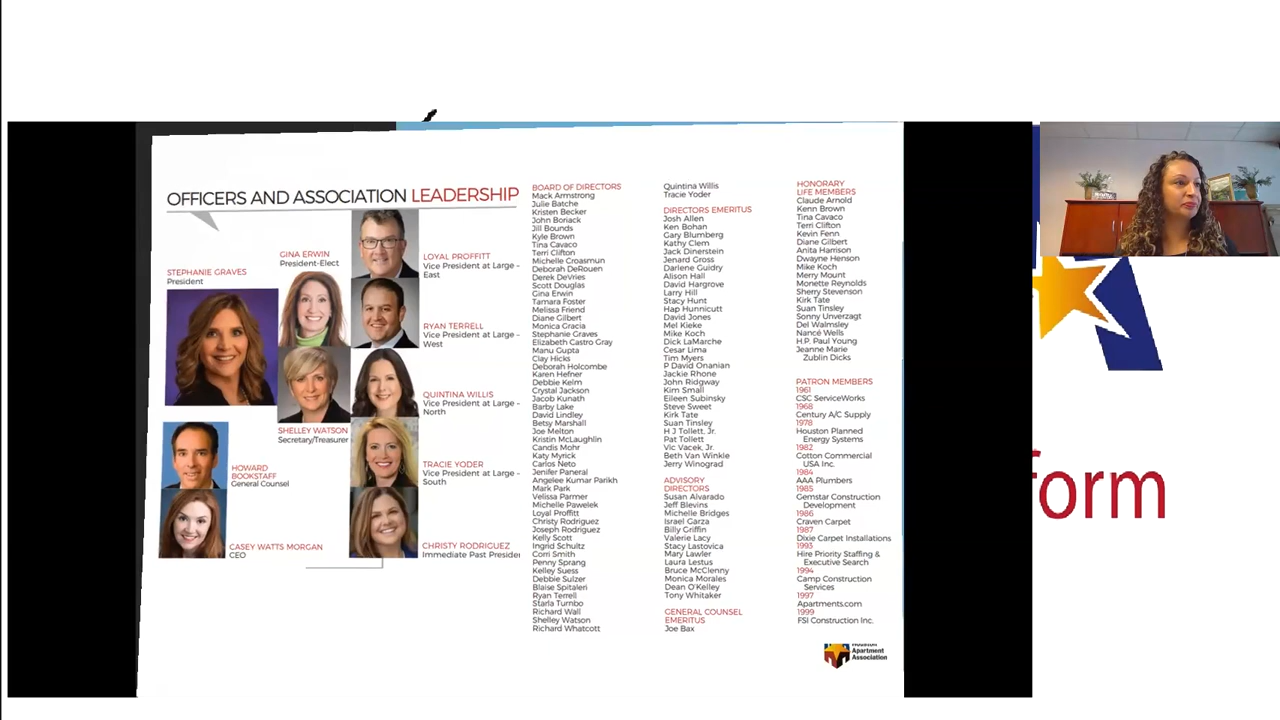 OFFICERS AND ASSOCIATION LEADERSHIP
STEPHANIE GRAVES
President
GINA ERWIN
President-Elect
LOYAL PROFFITT
Vice President at Large –
East
RYAN TERRELL
Vice President at Large –
West
QUINTINA WILLIS
Vice President at Large –
North
SHELLEY WATSON
Secretary/Treasurer
TRACIE YODER
Vice President at Large –
South
HOWARD
BOOKSTAFF
General Counsel
CASEY WATTS MORGAN
CEO
CHRISTY RODRIGUEZ
Immediate Past
BOARD OF DIRECTORS
Mack Armstrong
Julie Batche
Kristen Becker
John Boriack
Jill Bounds
Kyle Brown
Tina Cavaco
Terri Clifton
Michelle Croasmun
Deborah DeRouen
Derek DeVries
Scott Douglas
Gina Erwin
Tamara Foster
Melissa Friend
Diane Gilbert
Monica Gracia
Stephanie Graves
Elizabeth Castro Gray
Manu Gupta
Clay Hicks
Deborah Holcombe
Karen Hefner
Debbie Kelm
Crystal Jackson
Jacob Kunath
Barby Lake
David Lindley
Betsy Marshall
Joe Melton
Kristin McLaughlin
Candis Mohr
Katy Myrick
Carlos Neto
Jenifer Paneral
Angelee Kumar Parikh
Mark Park
Velissa Parmer
Michelle Pawelek
Loyal Proffitt
Christy Rodriguez
Joseph Rodriguez
Kelly Scott
Ingrid Schultz
Corri Smith
Penny Sprang
Kelley Suess
Debbie Sulzer
Blaise Spitaleri
Ryan Terrell
Starla Turnbo
Richard Wall
Shelley Watson
Richard Whatcott
Quintina Willis
Tracie Yoder
DIRECTORS EMERITUS
Josh Allen
Ken Bohan
Gary Blumberg
Kathy Clem
Jack Dinerstein
Jenard Gross
Darlene Guidry
Alison Hall
David Hargrove
Larry Hill
Stacy Hunt
Hap Hunnicutt
David Jones
Mel Kieke
Mike Koch
Dick LaMarche
Cesar Lima
Tim Myers
P David Onanian
Jackie Rhone
John Ridgway
Kim Small
Eileen Subinsky
Steve Sweet
Kirk Tate
Suan Tinsley
H J Tollett, Jr.
Pat Tollett
Vic Vacek, Jr.
Beth Van Winkle
Jerry Winograd
ADVISORY
DIRECTORS
Susan Alvarado
Jeff Blevins
Michelle Bridges
Israel Garza
Billy Griffin
Valerie Lacy
Stacy Lastovica
Mary Lawler
Laura Lestus
Bruce McClenny
Monica Morales
Dean O'Kelley
Tony Whitaker
GENERAL COUNSEL
EMERITUS
Joe Bax
HONORARY
LIFE MEMBERS
Claude Arnold
Kenn Brown
Tina Cavaco
Terri Clifton
Kevin Fenn
Diane Gilbert
Anita Harrison
Dwayne Henson
Mike Koch
Merry Mount
Monette Reynolds
Sherry Stevenson
Kirk Tate
Suan Tinsley
Sonny Unverzagt
Del Walmsley
Nancé Wells
H.P. Paul Young
Jeanne Marie
Zublin Dicks
PATRON MEMBERS
1961
CSC ServiceWorks
1968
Century A/C Supply
1978
Houston Planned
Energy Systems
1982
Cotton Commercial
USA Inc.
1984
AAA Plumbers
1985
Gemstar Construction
Development
1986
Craven Carpet
1987
Dixie Carpet Installations
1993
Hire Priority Staffing &
Executive Search
1994
Camp Construction
Services
1997
Apartments.com
1999
FSI Construction Inc.
Houston
Apartment
Association
form